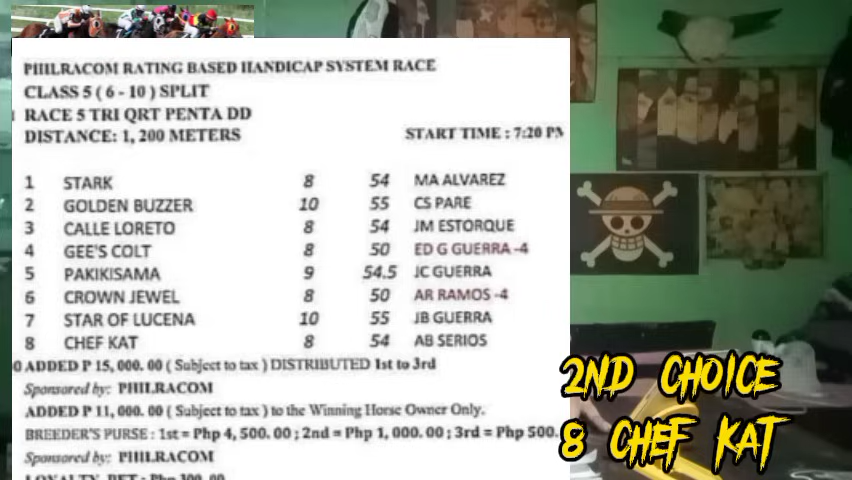 PHILRACOM RATING BASED HANDICAP SYSTEM RACE
CLASS 5 ( 6 - 10 ) SPLIT
RACE 5 TRI QRT PENTA DD
DISTANCE: 1, 200 METERS START TIME : 7:20 PM
1 STARK 8 54 MA ALVAREZ
2 GOLDEN BUZZER 10 55 CS PARE
3 CALLE LORETO 8 54 JM ESTORQUE
4 GEE'S COLT 8 50 ED G GUERRA -4
5 PAKIKISAMA 9 54.5 JC GUERRA
6 CROWN JEWEL 8 50 AR RAMOS -4
7 STAR OF LUCENA 10 55 JB GUERRA
8 CHEF KAT 8 54 AB SERIOS
ADDED P 15, 000. 00 ( Subject to tax ) DISTRIBUTED 1st to 3rd
Sponsored by: PHILRACOM
ADDED P 11, 000. 00 ( Subject to tax ) to the Winning Horse Owner Only.
BREEDER'S PURSE : 1st = Php 4, 500. 00 ; 2nd = Php 1, 000. 00 ; 3rd = Php 500.
Sponsored by: PHILRACOM
LOYALTY BET : Php 300. 00
2ND CHOICE
8 CHEF KAT